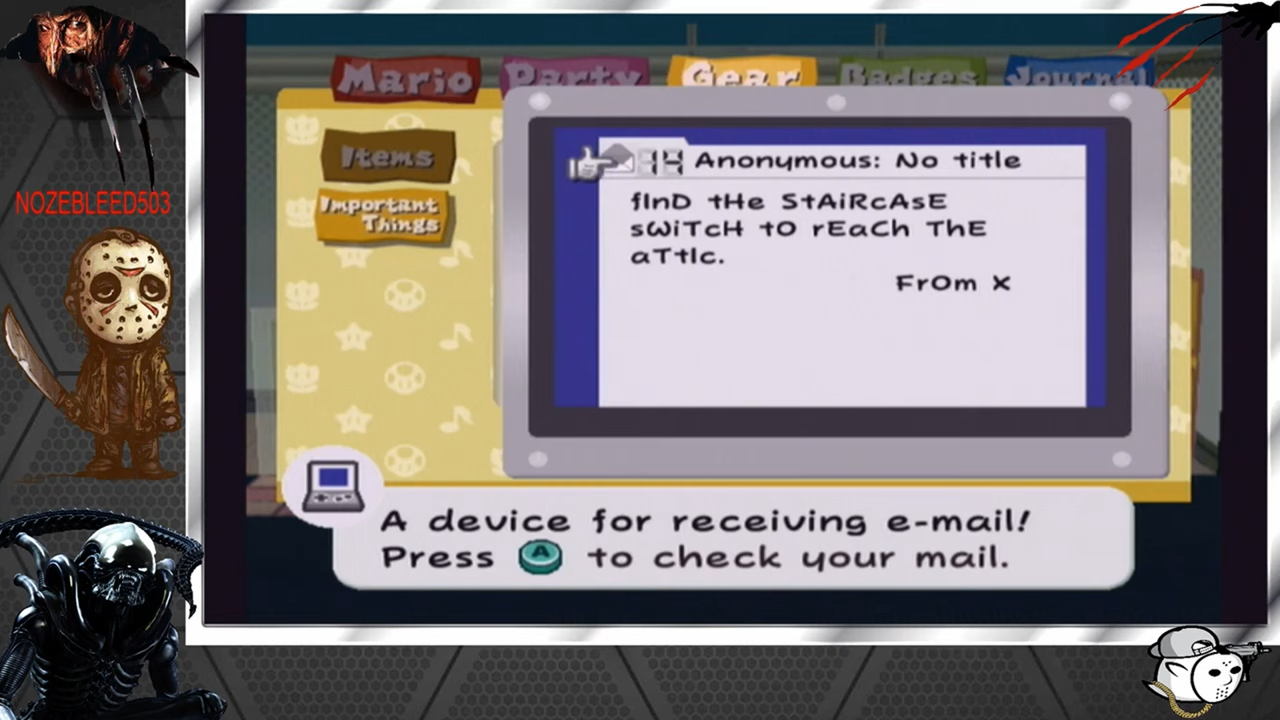 Mario Party Gear Badges Journal
Items
Important
Things
14 Anonymous: No title
fInD tHe StAiRcAsE
sWiTcH tO rEaCh ThE
aTtIc.
FrOm X
NOZEBLEED503
A device for receiving e-mail!
Press A to check your mail.